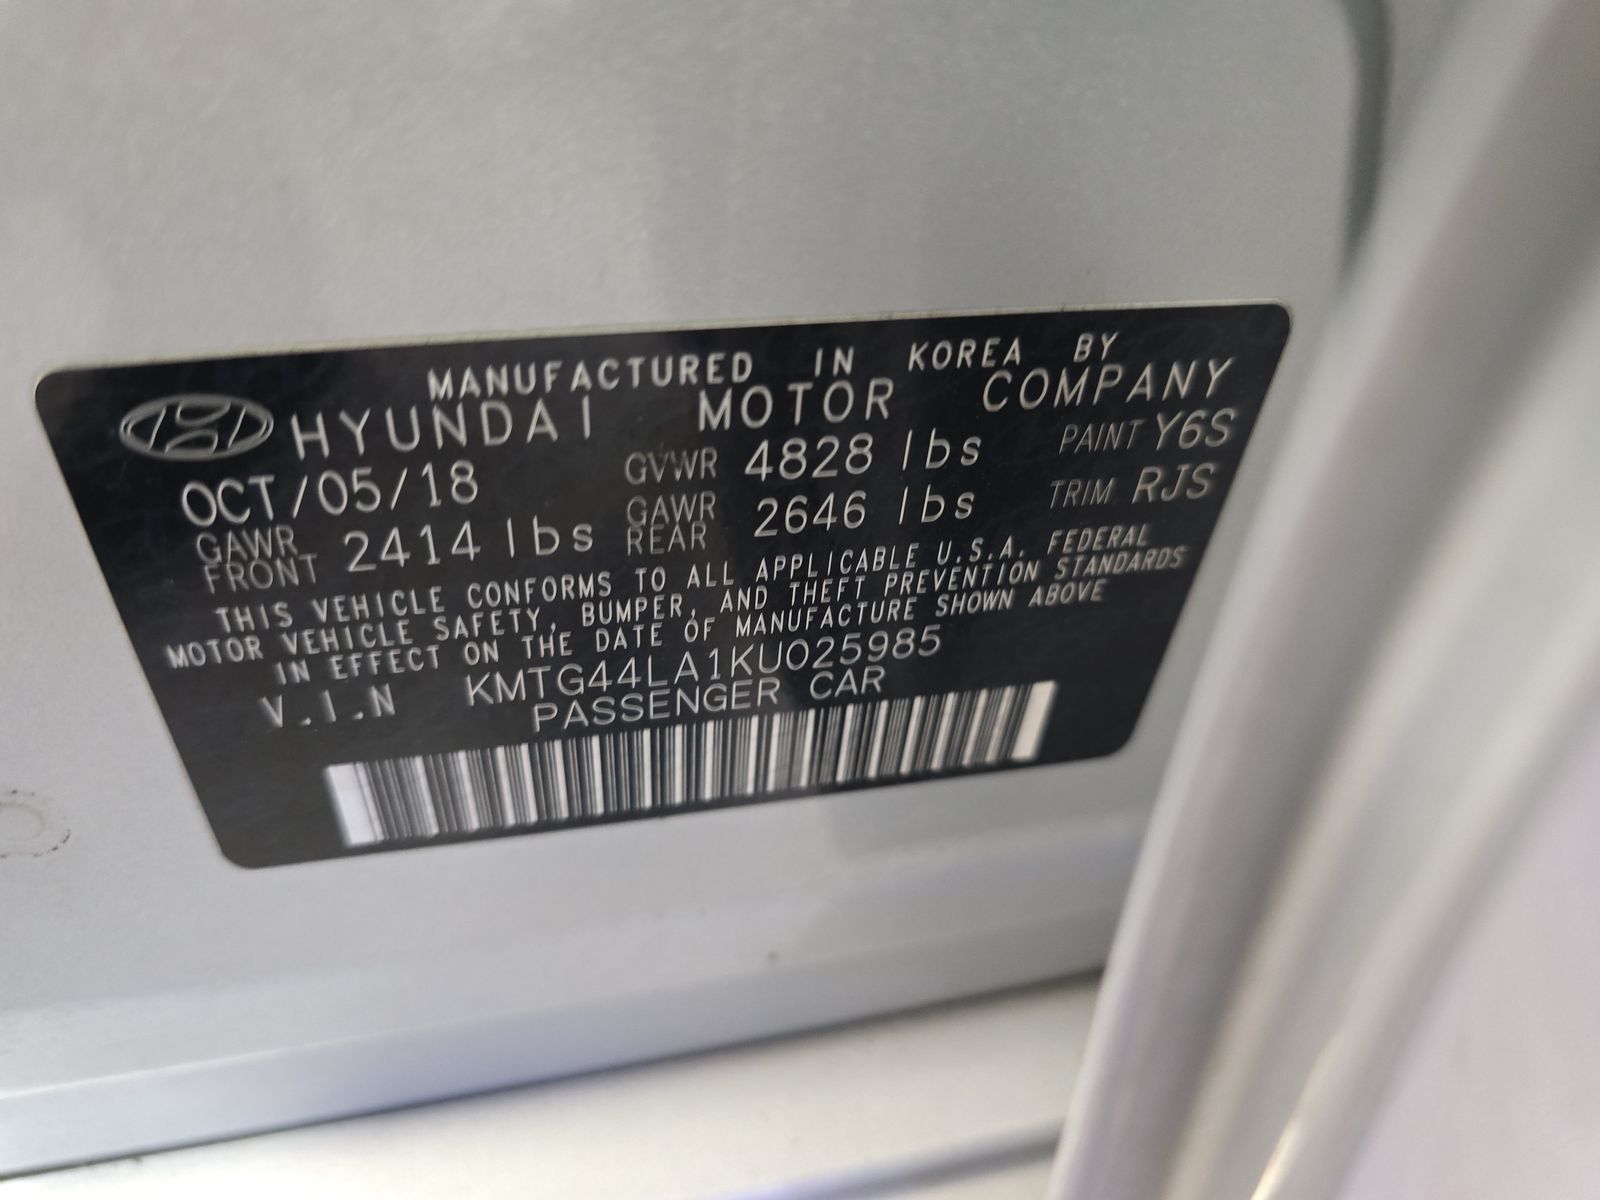 MANUFACTURED IN KOREA BY
HYUNDAI MOTOR COMPANY
OCT/05/18 GVWR 4828 lbs PAINT Y6S
GAWR FRONT 2414 lbs GAWR REAR 2646 lbs TRIM RJS
THIS VEHICLE CONFORMS TO ALL APPLICABLE U.S.A. FEDERAL
MOTOR VEHICLE SAFETY, BUMPER, AND THEFT PREVENTION STANDARDS
IN EFFECT ON THE DATE OF MANUFACTURE SHOWN ABOVE
V.I.N KMTG44LA1KU025985
PASSENGER CAR